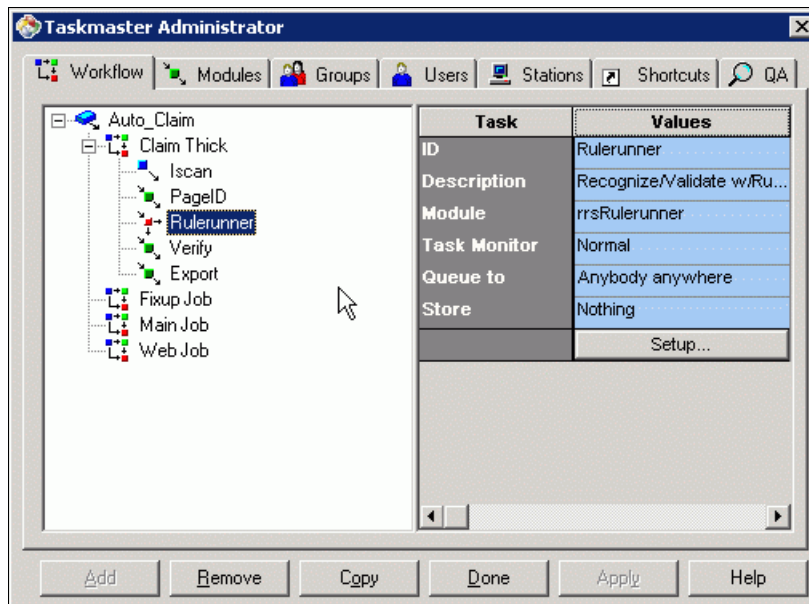 Taskmaster Administrator
Workflow Modules Groups Users Stations Shortcuts QA
Auto_Claim
Claim Thick
Iscan
PageID
Rulerunner
Verify
Export
Fixup Job
Main Job
Web Job
Task Values
ID Rulerunner
Description Recognize/Validate w/Ru...
Module rrsRulerunner
Task Monitor Normal
Queue to Anybody anywhere
Store Nothing
Setup...
Add Remove Copy Done Apply Help